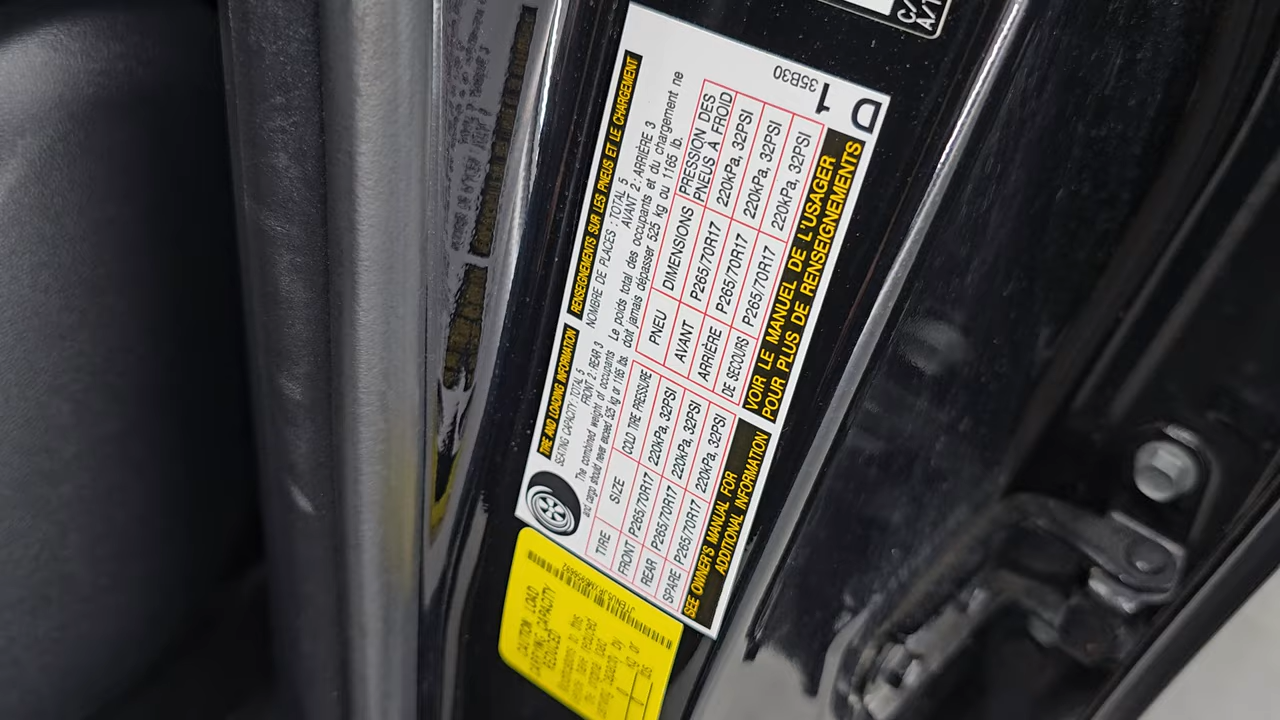 TIRE AND LOADING INFORMATION
SEATING CAPACITY: TOTAL 5
FRONT 2: REAR 3
The combined weight of occupants
and cargo should never exceed 525 kg or 1165 lbs.
TIRE SIZE COLD TIRE PRESSURE
FRONT P265/70R17 220kPa, 32PSI
REAR P265/70R17 220kPa, 32PSI
SPARE P265/70R17 220kPa, 32PSI
SEE OWNER'S MANUAL FOR
ADDITIONAL INFORMATION
RENSEIGNEMENTS SUR LES PNEUS ET LE CHARGEMENT
NOMBRE DE PLACES : TOTAL 5
AVANT 2: ARRIÈRE 3
Le poids total des occupants et du chargement ne
doit jamais dépasser 525 kg ou 1165 lb.
PNEU DIMENSIONS PRESSION DES
PNEUS À FROID
AVANT P265/70R17 220kPa, 32PSI
ARRIÈRE P265/70R17 220kPa, 32PSI
DE SECOURS P265/70R17 220kPa, 32PSI
VOIR LE MANUEL DE L'USAGER
POUR PLUS DE RENSEIGNEMENTS
35B30
1
D
C/
A/T
CAUTION LOAD
CARRYING CAPACITY
REDUCED